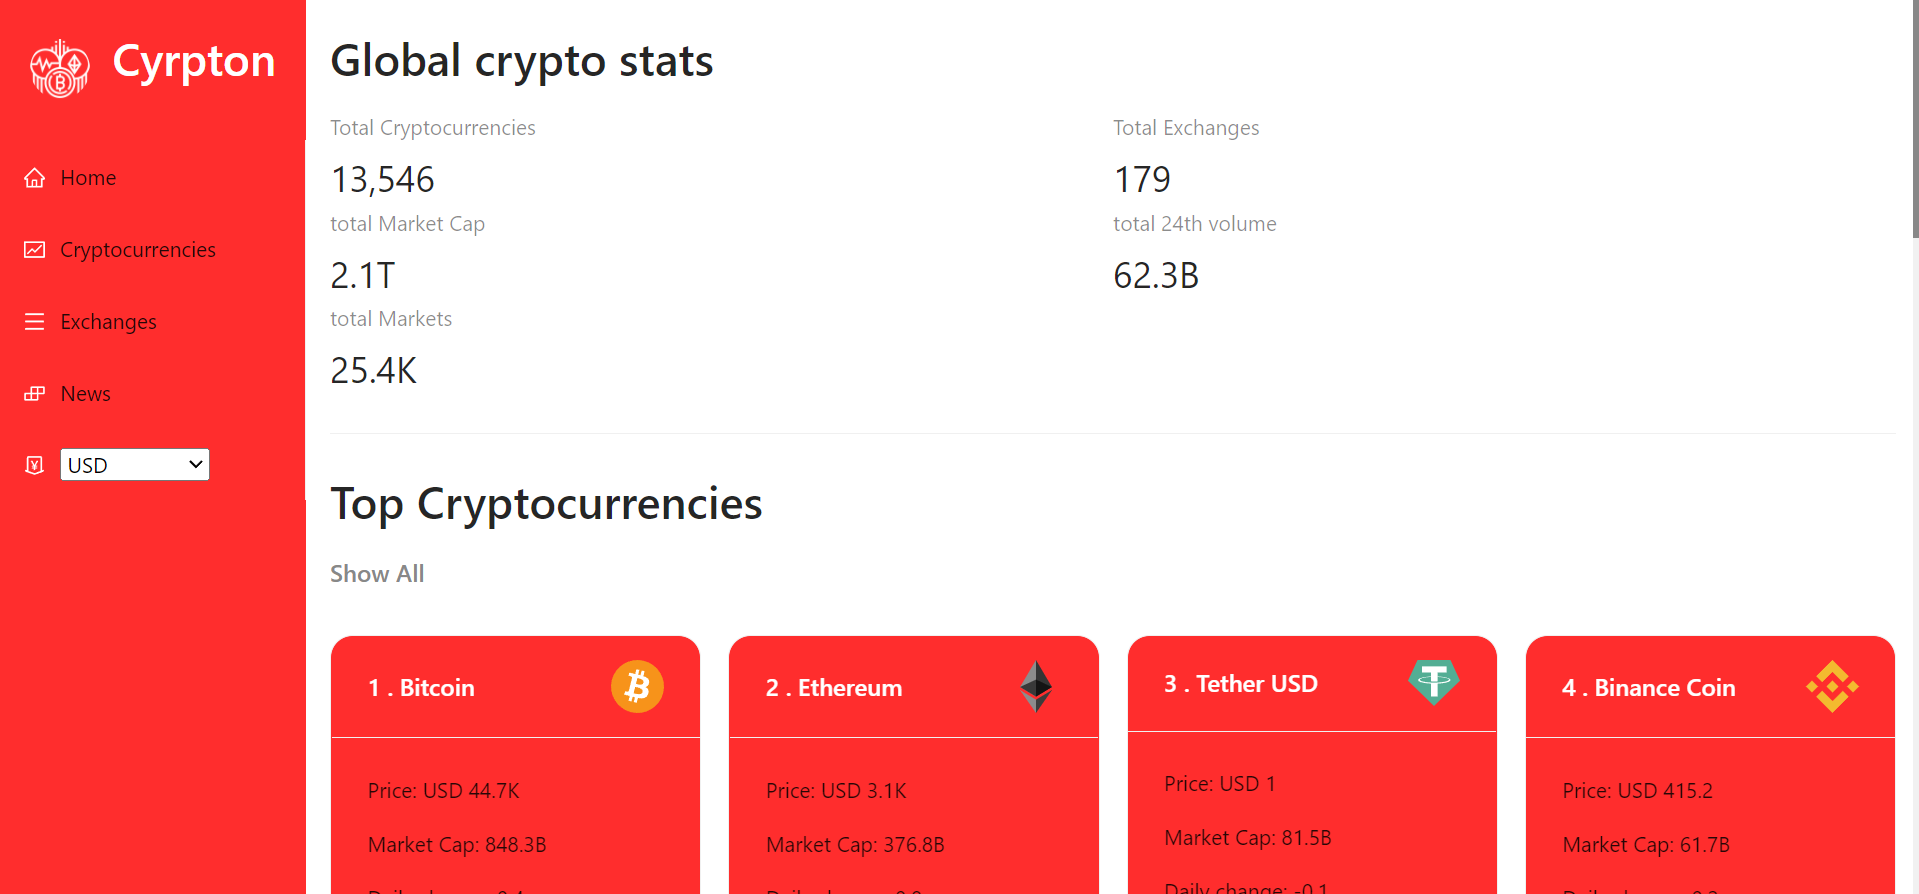 Cyrpton
Home
Cryptocurrencies
Exchanges
News
USD
Global crypto stats
Total Cryptocurrencies
13,546
Total Exchanges
179
total Market Cap
2.1T
total 24th volume
62.3B
total Markets
25.4K
Top Cryptocurrencies
Show All
1 . Bitcoin
Price: USD 44.7K
Market Cap: 848.3B
2 . Ethereum
Price: USD 3.1K
Market Cap: 376.8B
3 . Tether USD
Price: USD 1
Market Cap: 81.5B
Daily change: -0.1
4 . Binance Coin
Price: USD 415.2
Market Cap: 61.7B